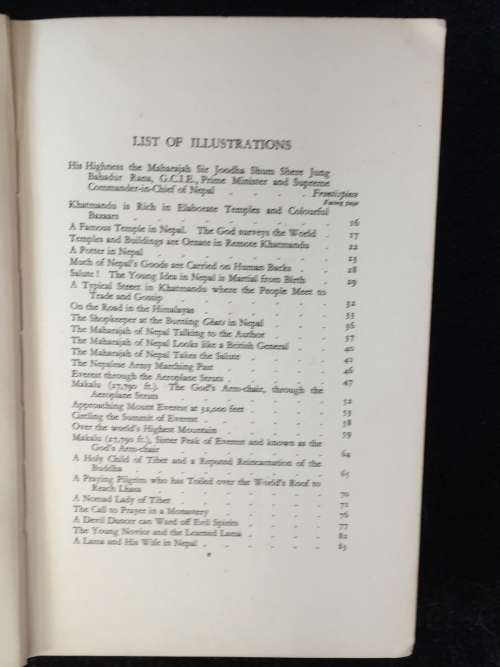 LIST OF ILLUSTRATIONS
His Highness the Maharajah Sir Joodha Shum Shere Jung
Bahadur Rana, G.C.I.E., Prime Minister and Supreme
Commander-in-Chief of Nepal - - - Frontispiece
Facing page
Khatmandu is Rich in Elaborate Temples and Colourful
Bazaars - - - - - - - 16
A Famous Temple in Nepal. The God surveys the World - 17
Temples and Buildings are Ornate in Remote Khatmandu - 22
A Potter in Nepal - - - - - - 23
Much of Nepal's Goods are Carried on Human Backs - - 28
Salute! The Young Idea in Nepal is Martial from Birth - 29
A Typical Street in Khatmandu where the People Meet to
Trade and Gossip - - - - - - 32
On the Road in the Himalayas - - - - 33
The Shopkeeper at the Burning Ghats in Nepal - - 36
The Maharajah of Nepal Talking to the Author - - 37
The Maharajah of Nepal Looks like a British General - - 40
The Maharajah of Nepal Takes the Salute - - - 41
The Nepalese Army Marching Past - - - - 46
Everest through the Aeroplane Struts - - - - 47
Makalu (27,790 ft.). The God's Arm-chair, through the
Aeroplane Struts - - - - - - 52
Approaching Mount Everest at 32,000 feet - - - 53
Circling the Summit of Everest - - - - - 58
Over the world's Highest Mountain - - - - 59
Makalu (27,790 ft.), Sister Peak of Everest and known as the
God's Arm-chair - - - - - - 64
A Holy Child of Tibet and a Reputed Reincarnation of the
Buddha - - - - - - - 65
A Praying Pilgrim who has Toiled over the World's Roof to
Reach Lhasa - - - - - - 70
A Nomad Lady of Tibet - - - - - 71
The Call to Prayer in a Monastery - - - - 76
A Devil Dancer can Ward off Evil Spirits - - - 77
The Young Novice and the Learned Lama - - - 82
A Lama and His Wife in Nepal - - - - 83